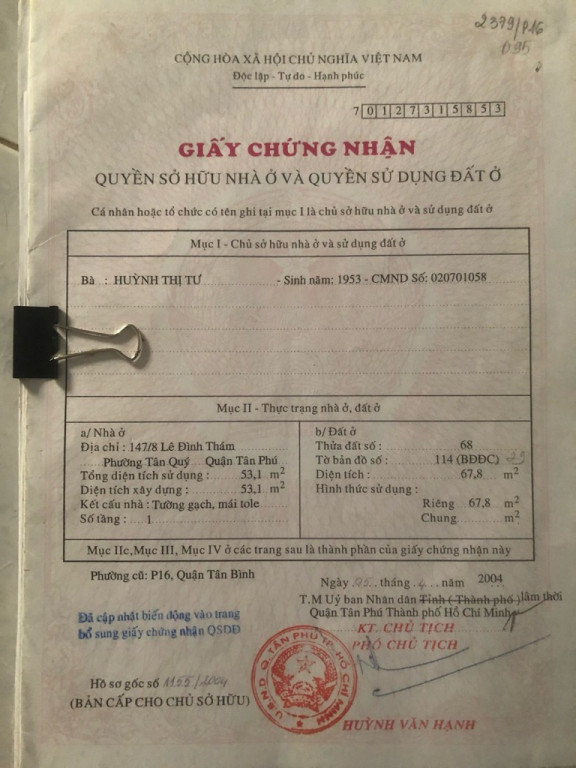 2379/P16
D95
CỘNG HÒA XÃ HỘI CHỦ NGHĨA VIỆT NAM
Độc lập - Tự do - Hạnh phúc
7 0 1 2 7 3 1 5 8 5 3
GIẤY CHỨNG NHẬN
QUYỀN SỞ HỮU NHÀ Ở VÀ QUYỀN SỬ DỤNG ĐẤT Ở
Cá nhân hoặc tổ chức có tên ghi tại mục I là chủ sở hữu nhà ở và sử dụng đất ở
Mục I - Chủ sở hữu nhà ở và sử dụng đất ở
Bà : HUỲNH THỊ TƯ - Sinh năm: 1953 - CMND Số: 020701058
Mục II - Thực trạng nhà ở, đất ở
a/ Nhà ở
Địa chỉ : 147/8 Lê Đình Thám
Phường Tân Quý Quận Tân Phú
Tổng diện tích sử dụng : 53,1 m2
Diện tích xây dựng : 53,1 m2
Kết cấu nhà : Tường gạch, mái tole
Số tầng : 1
b/ Đất ở
Thửa đất số : 68
Tờ bản đồ số : 114 (BĐĐC)
Diện tích : 67,8 m2
Hình thức sử dụng :
Riêng 67,8 m2
Chung m2
Mục IIc, Mục III, Mục IV ở các trang sau là thành phần của giấy chứng nhận này
Phường cũ: P16, Quận Tân Bình
Ngày 05 tháng 4 năm 2004
T.M Uỷ ban Nhân dân Tỉnh ( Thành phố ) lâm thời
Quận Tân Phú Thành phố Hồ Chí Minh
KT. CHỦ TỊCH
PHÓ CHỦ TỊCH
Đã cập nhật biến động vào trang
bổ sung giấy chứng nhận QSDĐ
U.B.N.D Q. TÂN PHÚ T.P HỒ CHÍ MINH
Hồ sơ gốc số 1155/2004
(BẢN CẤP CHO CHỦ SỞ HỮU)
HUỲNH VĂN HẠNH